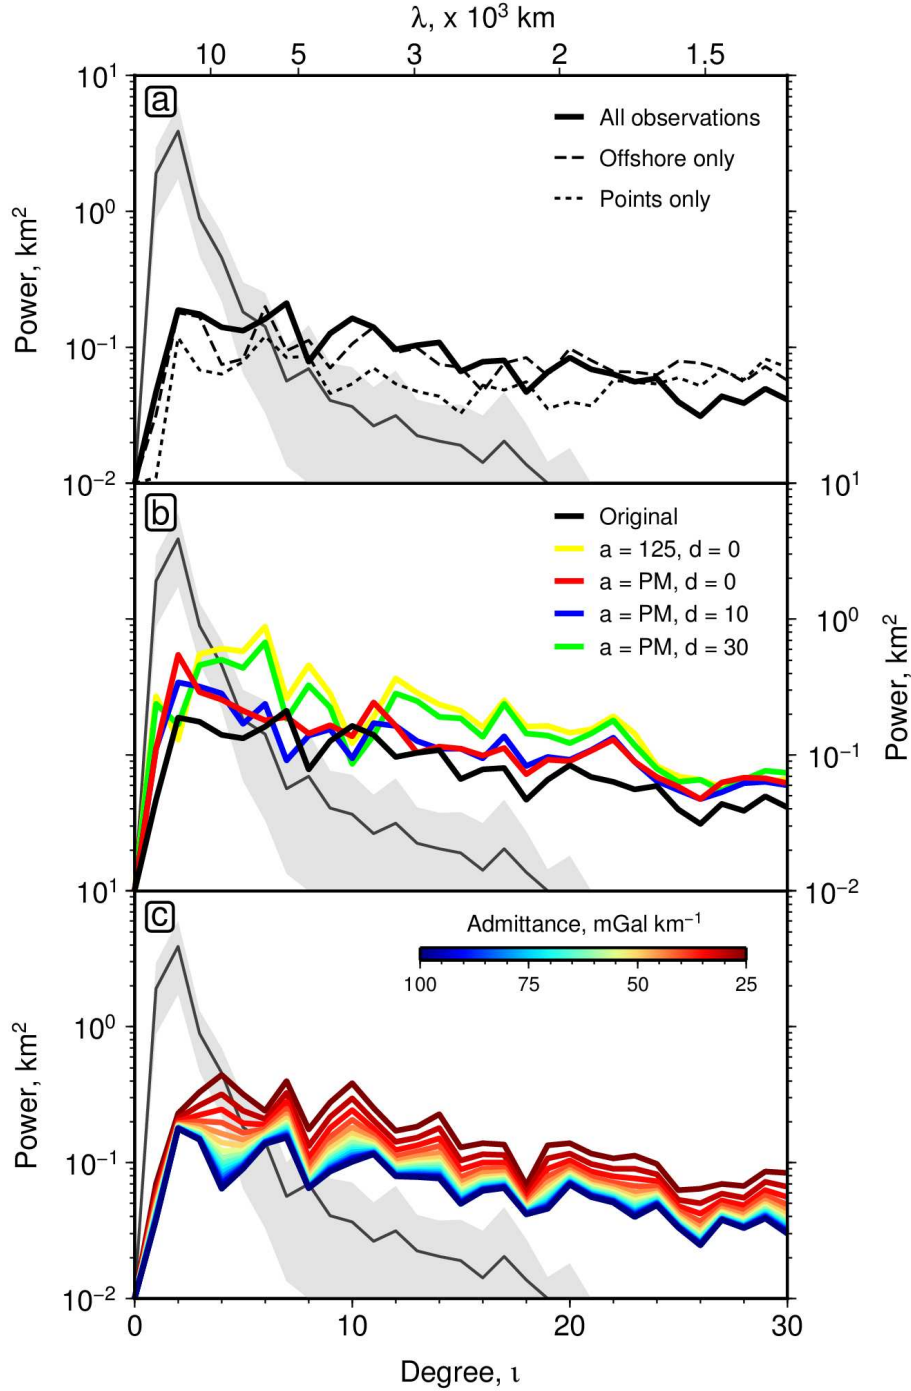 λ, x 10³ km
10 5 3 2 1.5
10¹
a
All observations
Offshore only
Points only
10⁰
Power, km²
10⁻¹
10⁻² 10¹
b
Original
a = 125, d = 0
a = PM, d = 0
a = PM, d = 10
a = PM, d = 30
10⁰
Power, km²
10⁻¹
10¹ 10⁻²
c
Admittance, mGal km⁻¹
100 75 50 25
10⁰
Power, km²
10⁻¹
10⁻²
0 10 20 30
Degree, ι